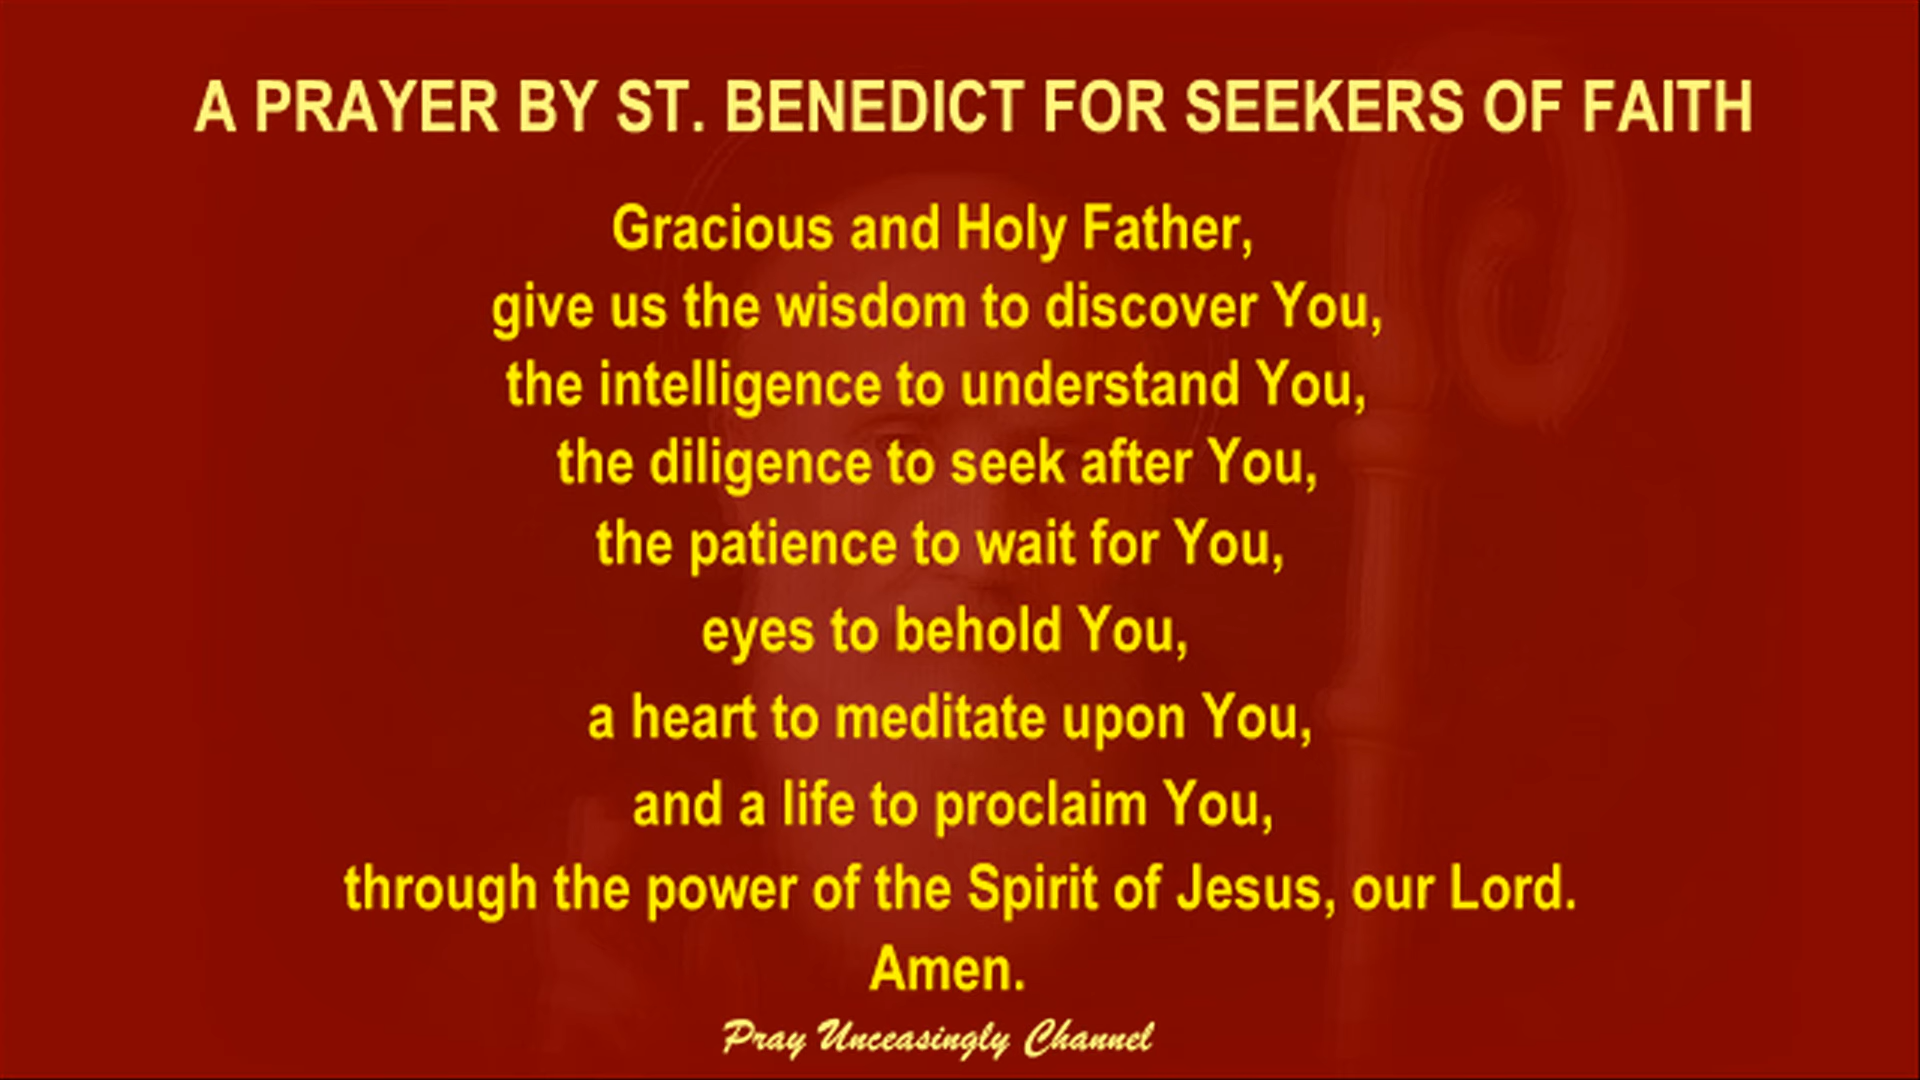 A PRAYER BY ST. BENEDICT FOR SEEKERS OF FAITH
Gracious and Holy Father,
give us the wisdom to discover You,
the intelligence to understand You,
the diligence to seek after You,
the patience to wait for You,
eyes to behold You,
a heart to meditate upon You,
and a life to proclaim You,
through the power of the Spirit of Jesus, our Lord.
Amen.
Pray Unceasingly Channel